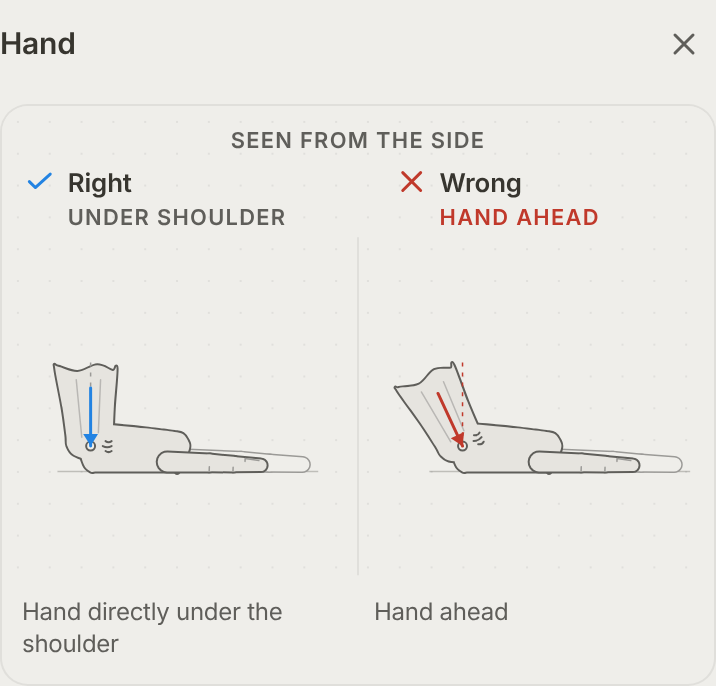 Hand
SEEN FROM THE SIDE
Right
UNDER SHOULDER
Wrong
HAND AHEAD
Hand directly under the
shoulder
Hand ahead